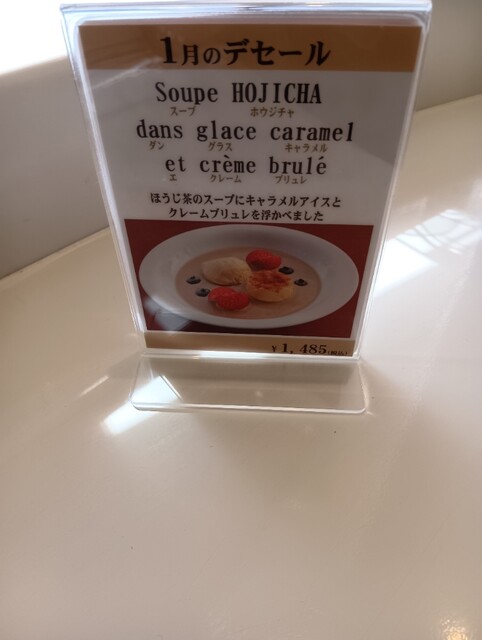 1月のデセール
Soupe HOJICHA
スープ ホウジチャ
dans glace caramel
ダン グラス キャラメル
et crème brulé
エ クレーム ブリュレ
ほうじ茶のスープにキャラメルアイスと
クレームブリュレを浮かべました
¥1,485(税込)